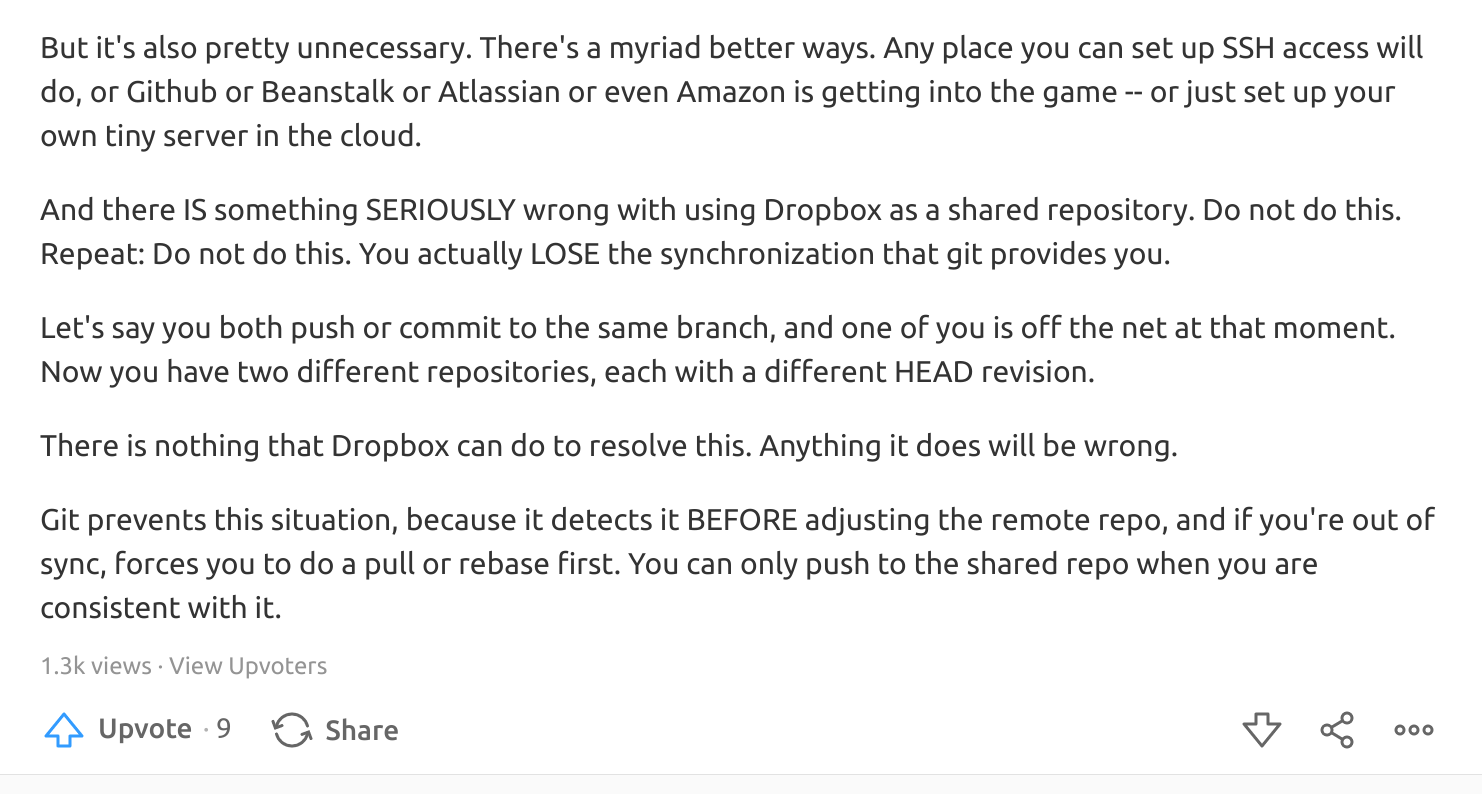 But it's also pretty unnecessary. There's a myriad better ways. Any place you can set up SSH access will
do, or Github or Beanstalk or Atlassian or even Amazon is getting into the game -- or just set up your
own tiny server in the cloud.
And there IS something SERIOUSLY wrong with using Dropbox as a shared repository. Do not do this.
Repeat: Do not do this. You actually LOSE the synchronization that git provides you.
Let's say you both push or commit to the same branch, and one of you is off the net at that moment.
Now you have two different repositories, each with a different HEAD revision.
There is nothing that Dropbox can do to resolve this. Anything it does will be wrong.
Git prevents this situation, because it detects it BEFORE adjusting the remote repo, and if you're out of
sync, forces you to do a pull or rebase first. You can only push to the shared repo when you are
consistent with it.
1.3k views · View Upvoters
Upvote · 9 Share